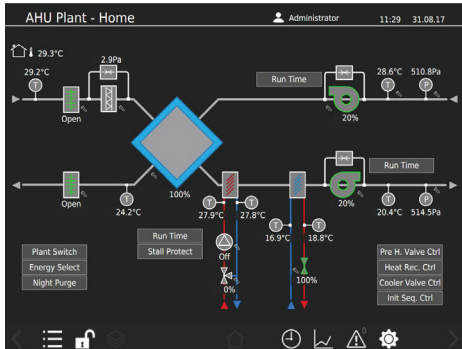 AHU Plant - Home
Administrator
11:29 31.08.17
29.3°C
29.2°C
T
2.9Pa
Open
Run Time
28.6°C
T
510.8Pa
P
20%
100%
Open
24.2°C
T
Run Time
20%
20.4°C
T
514.5Pa
P
27.9°C
T
T
27.8°C
16.9°C
T
T
18.8°C
Run Time
Stall Protect
Off
0%
100%
Plant Switch
Energy Select
Night Purge
Pre H. Valve Ctrl
Heat Rec. Ctrl
Cooler Valve Ctrl
Init Seq. Ctrl
0